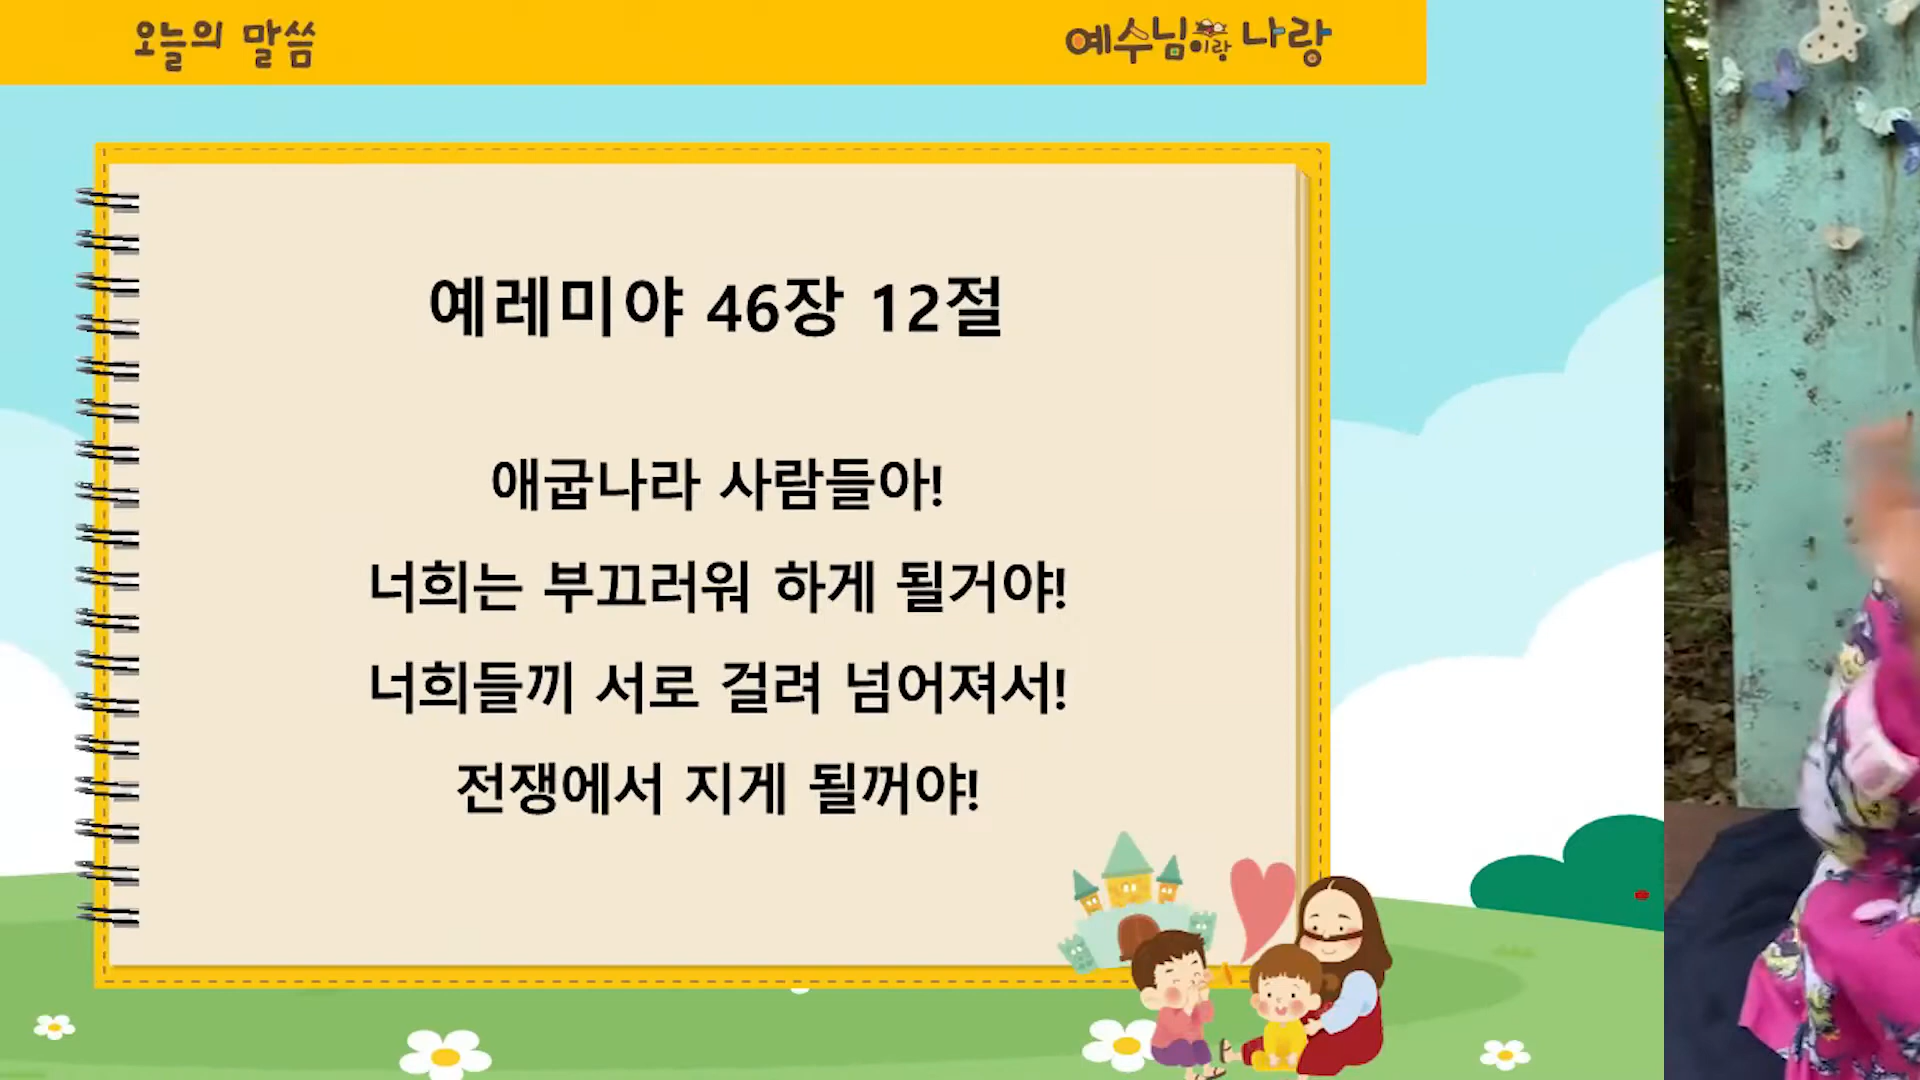 오늘의 말씀
예수님이랑 나랑
예레미야 46장 12절
애굽나라 사람들아!
너희는 부끄러워 하게 될거야!
너희들끼 서로 걸려 넘어져서!
전쟁에서 지게 될꺼야!